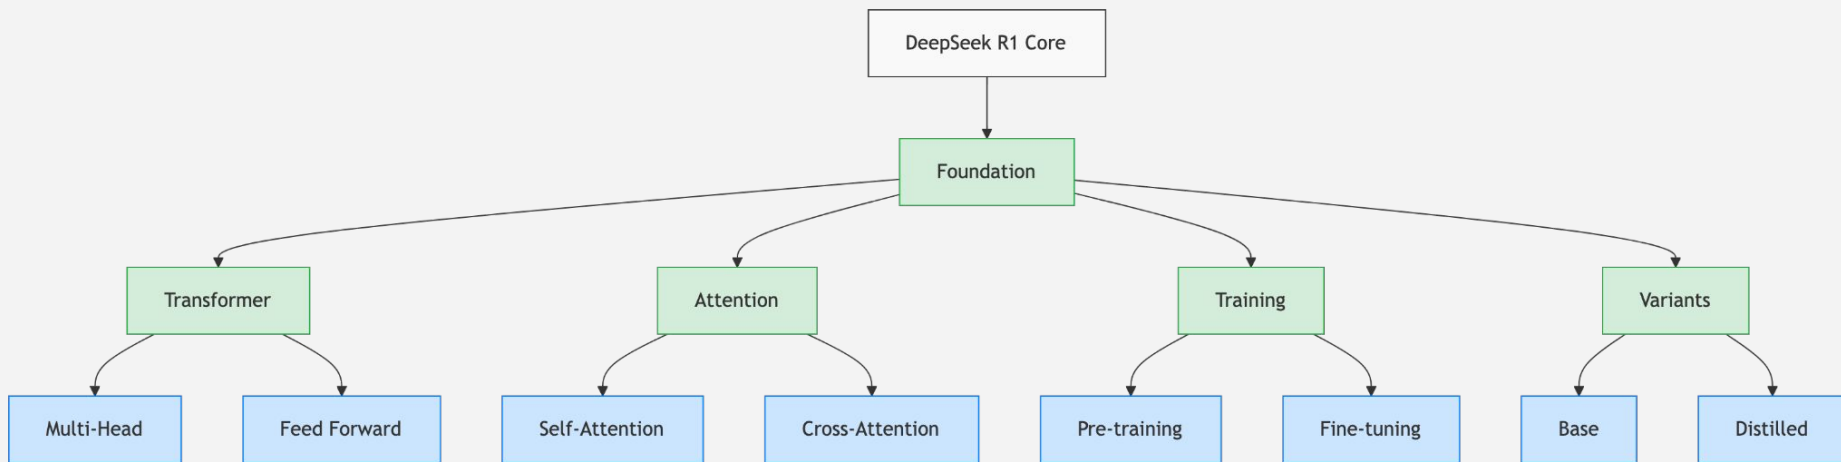 DeepSeek R1 Core
Foundation
Transformer
Attention
Training
Variants
Multi-Head
Feed Forward
Self-Attention
Cross-Attention
Pre-training
Fine-tuning
Base
Distilled